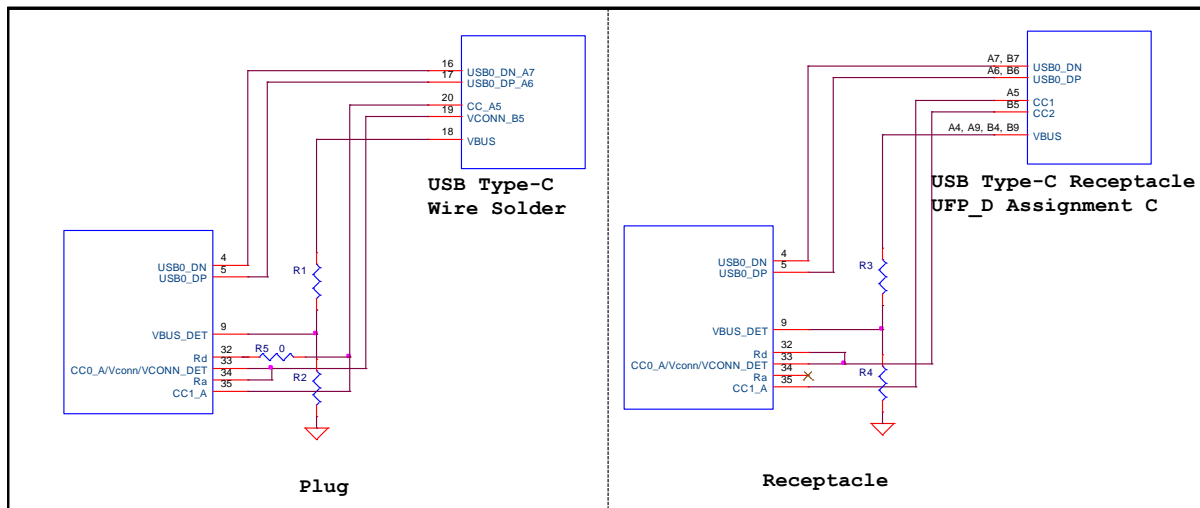 16
USB0_DN_A7
17
USB0_DP_A6
20
CC_A5
19
VCONN_B5
18
VBUS
USB Type-C
Wire Solder
4
USB0_DN
5
USB0_DP
R1
9
VBUS_DET
32
R5 0
Rd
33
CC0_A/Vconn/VCONN_DET
34
R2
Ra
35
CC1_A
Plug
A7, B7
USB0_DN
A6, B6
USB0_DP
A5
CC1
B5
CC2
A4, A9, B4, B9
VBUS
USB Type-C Receptacle
UFP_D Assignment C
4
USB0_DN
5
USB0_DP
R3
9
VBUS_DET
32
Rd
33
CC0_A/Vconn/VCONN_DET
34
R4
Ra
35
CC1_A
Receptacle